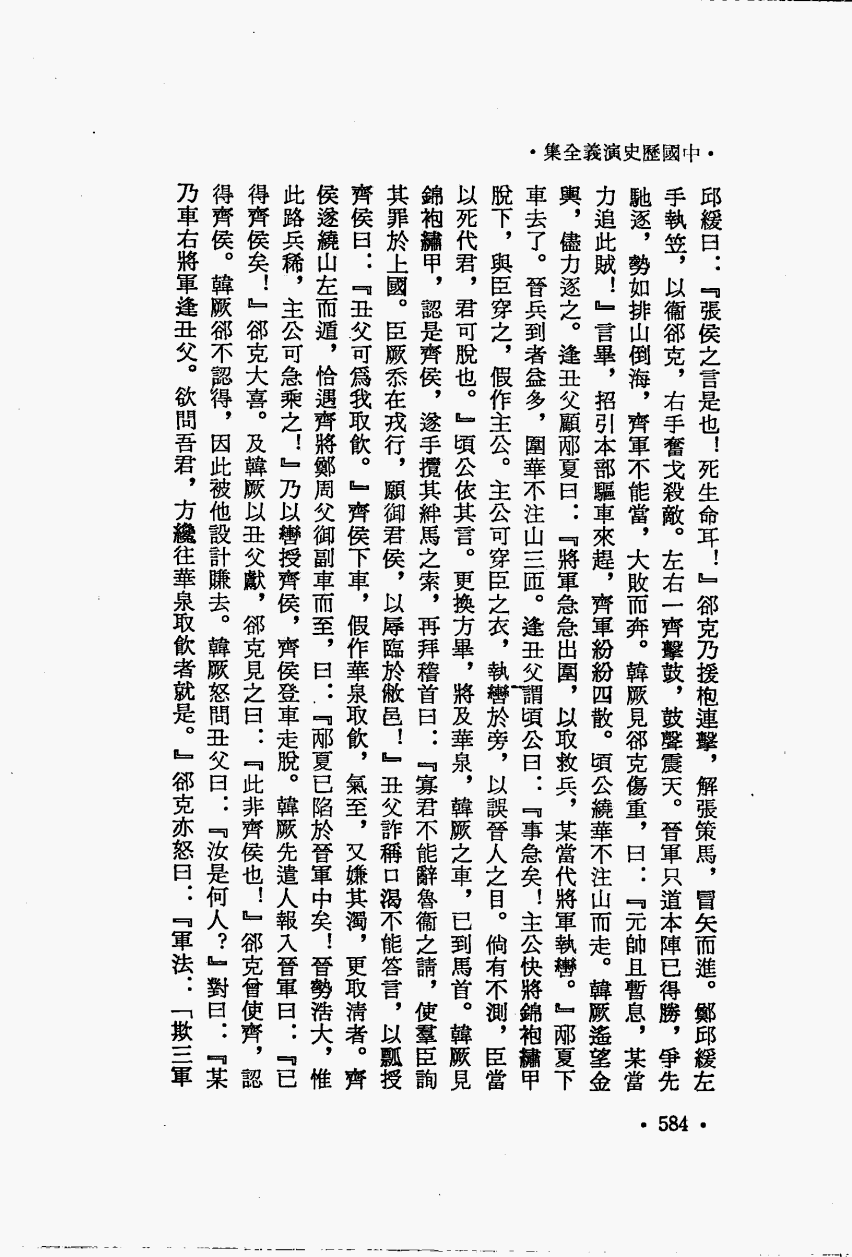 •中國歷史演義全集•
邱緩曰：『張侯之言是也！死生命耳！』郤克乃援枹連擊，解張策馬，冒矢而進。鄭邱緩左
手執笠，以衞郤克，右手奮戈殺敵。左右一齊擊鼓，鼓聲震天。晉軍只道本陣已得勝，爭先
馳逐，勢如排山倒海，齊軍不能當，大敗而奔。韓厥見郤克傷重，曰：『元帥且暫息，某當
力追此賊！』言畢，招引本部驅車來趕，齊軍紛紛四散。頃公繞華不注山而走。韓厥遙望金
輿，儘力逐之。逢丑父顧邴夏曰：『將軍急急出圍，以取救兵，某當代將軍執轡。』邴夏下
車去了。晉兵到者益多，圍華不注山三匝。逢丑父謂頃公曰：『事急矣！主公快將錦袍繡甲
脫下，與臣穿之，假作主公。主公可穿臣之衣，執轡於旁，以誤晉人之目。倘有不測，臣當
以死代君，君可脫也。』頃公依其言。更換方畢，將及華泉，韓厥之車，已到馬首。韓厥見
錦袍繡甲，認是齊侯，遂手攬其絆馬之索，再拜稽首曰：『寡君不能辭魯衞之請，使羣臣詢
其罪於上國。臣厥忝在戎行，願御君侯，以辱臨於敝邑！』丑父詐稱口渴不能答言，以瓢授
齊侯曰：『丑父可爲我取飲。』齊侯下車，假作華泉取飲，氣至，又嫌其濁，更取清者。齊
侯遂繞山左而遁，恰遇齊將鄭周父御副車而至，曰：『邴夏已陷於晉軍中矣！晉勢浩大，惟
此路兵稀，主公可急乘之！』乃以轡授齊侯，齊侯登車走脫。韓厥先遣人報入晉軍曰：『已
得齊侯矣！』郤克大喜。及韓厥以丑父獻，郤克見之曰：『此非齊侯也！』郤克曾使齊，認
得齊侯。韓厥卻不認得，因此被他設計賺去。韓厥怒問丑父曰：『汝是何人？』對曰：『某
乃車右將軍逢丑父。欲問吾君，方纔往華泉取飲者就是。』郤克亦怒曰：『軍法：「欺三軍
•584•